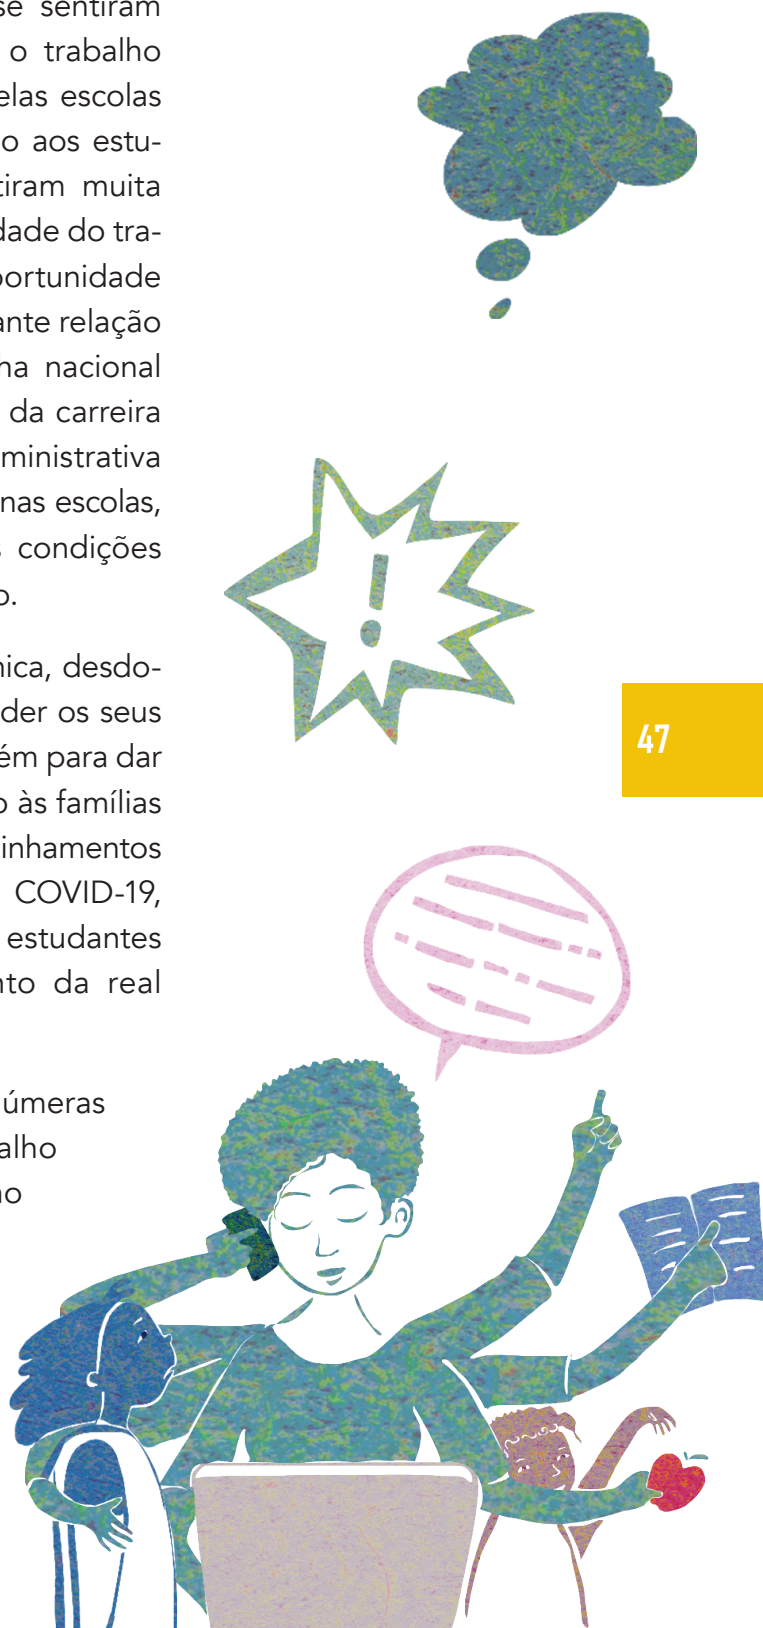 se sentiram
o trabalho
elas escolas
o aos estu-
tiram muita
dade do tra-
portunidade
ante relação
ha nacional
da carreira
ministrativa
nas escolas,
s condições
o.
nica, desdo-
der os seus
ém para dar
o às famílias
inhamentos
COVID-19,
estudantes
nto da real
úmeras
alho
no
47
!